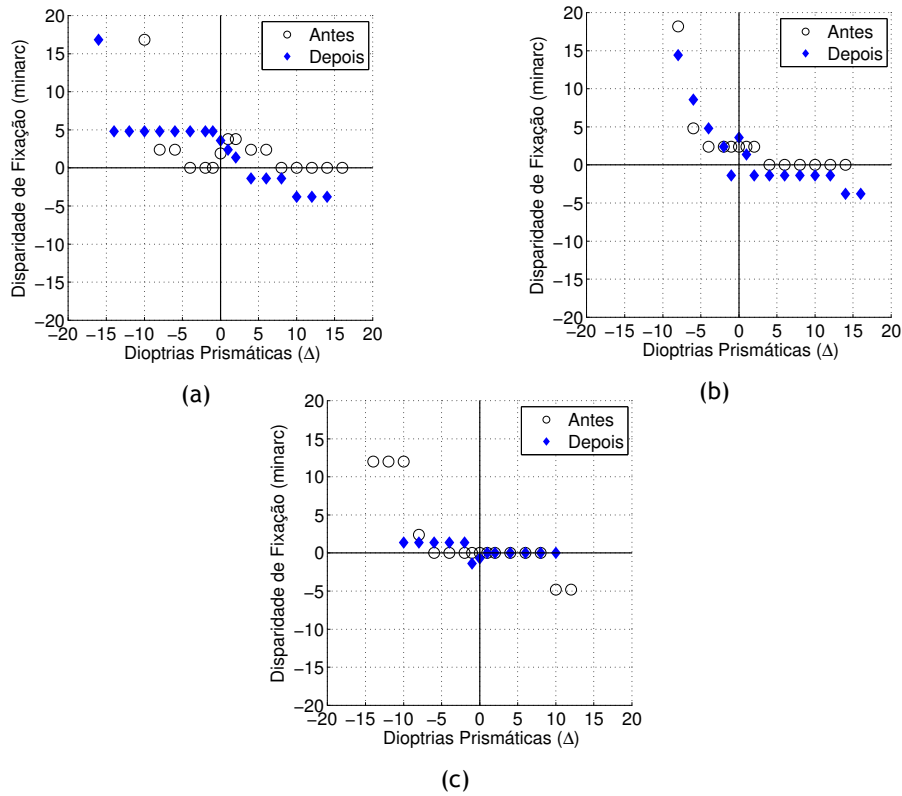 20
15
10
5
0
−5
−10
−15
−20
−20 −15 −10 −5 0 5 10 15 20
Disparidade de Fixação (minarc)
Dioptrias Prismáticas (Δ)
Antes
Depois
(a)
20
15
10
5
0
−5
−10
−15
−20
−20 −15 −10 −5 0 5 10 15 20
Disparidade de Fixação (minarc)
Dioptrias Prismáticas (Δ)
Antes
Depois
(b)
20
15
10
5
0
−5
−10
−15
−20
−20 −15 −10 −5 0 5 10 15 20
Disparidade de Fixação (minarc)
Dioptrias Prismáticas (Δ)
Antes
Depois
(c)